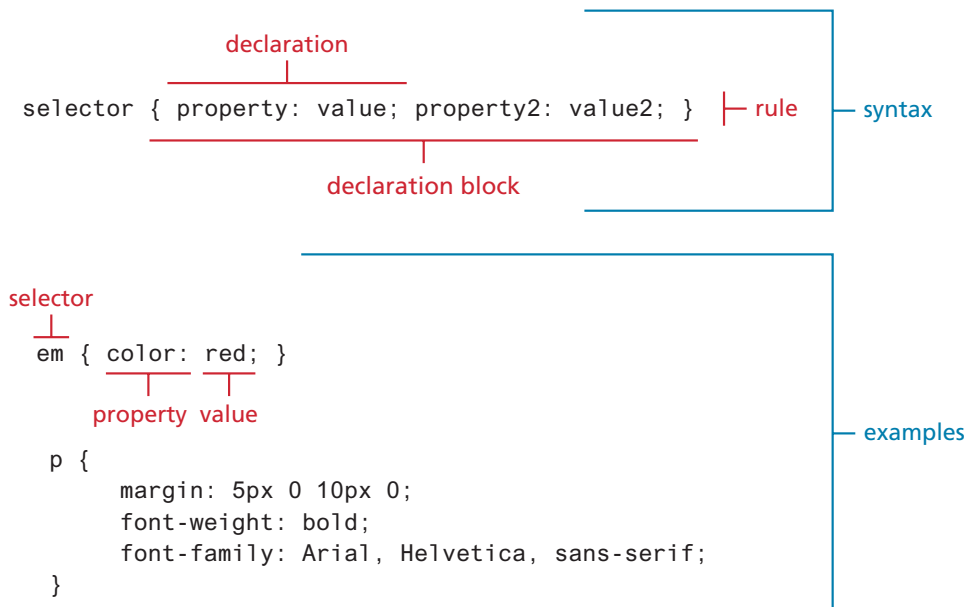 declaration
selector { property: value; property2: value2; } rule syntax
declaration block
selector
em { color: red; }
property value
examples
p {
margin: 5px 0 10px 0;
font-weight: bold;
font-family: Arial, Helvetica, sans-serif;
}